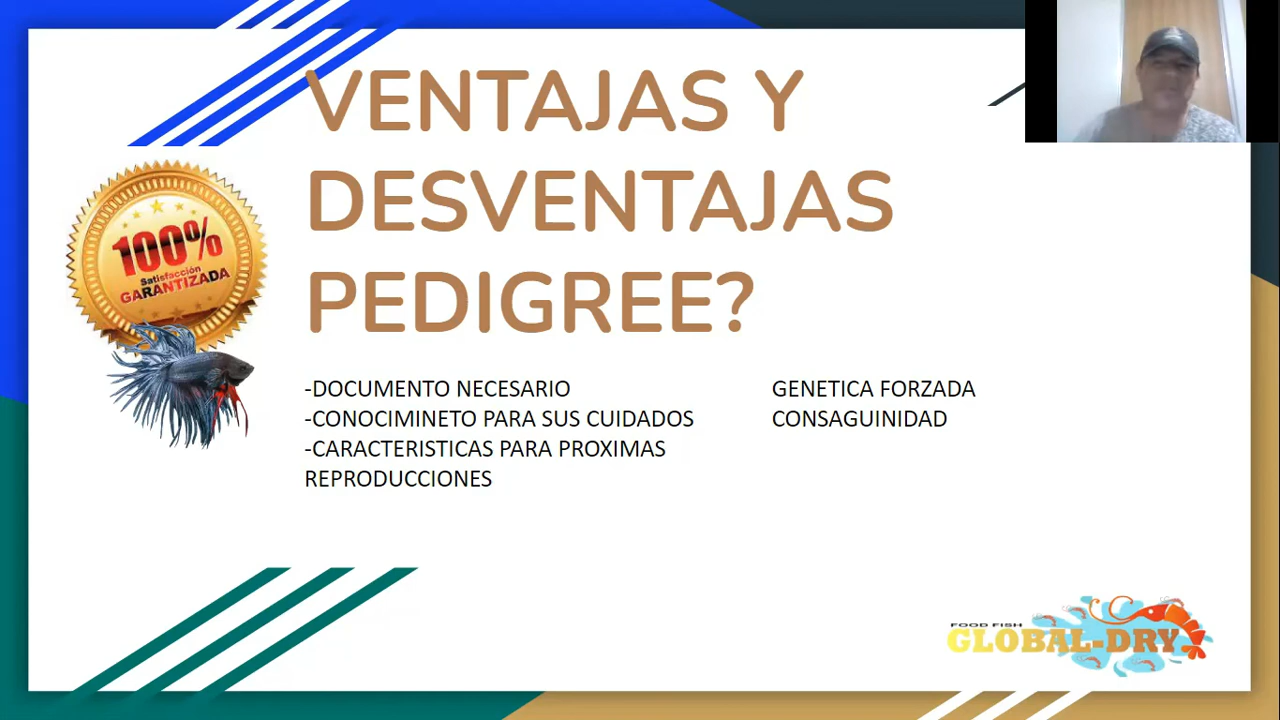 VENTAJAS Y
DESVENTAJAS
PEDIGREE?
100%
Satisfacción
GARANTIZADA
-DOCUMENTO NECESARIO
-CONOCIMINETO PARA SUS CUIDADOS
-CARACTERISTICAS PARA PROXIMAS
REPRODUCCIONES
GENETICA FORZADA
CONSAGUINIDAD
FOOD FISH
GLOBAL-DRY